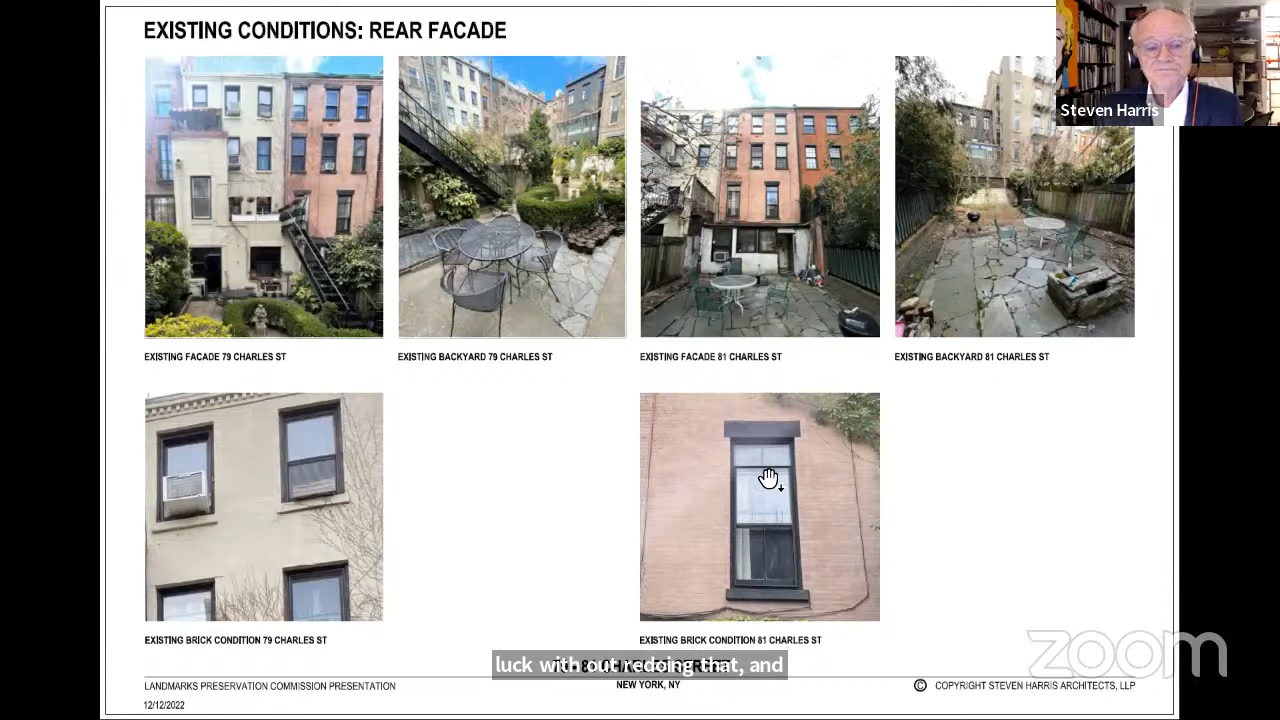 EXISTING CONDITIONS: REAR FACADE
Steven Harris
EXISTING FACADE 79 CHARLES ST
EXISTING BACKYARD 79 CHARLES ST
EXISTING FACADE 81 CHARLES ST
EXISTING BACKYARD 81 CHARLES ST
EXISTING BRICK CONDITION 79 CHARLES ST
EXISTING BRICK CONDITION 81 CHARLES ST
luck with out redoing that, and
LANDMARKS PRESERVATION COMMISSION PRESENTATION
NEW YORK, NY
© COPYRIGHT STEVEN HARRIS ARCHITECTS, LLP
12/12/2022
zoom